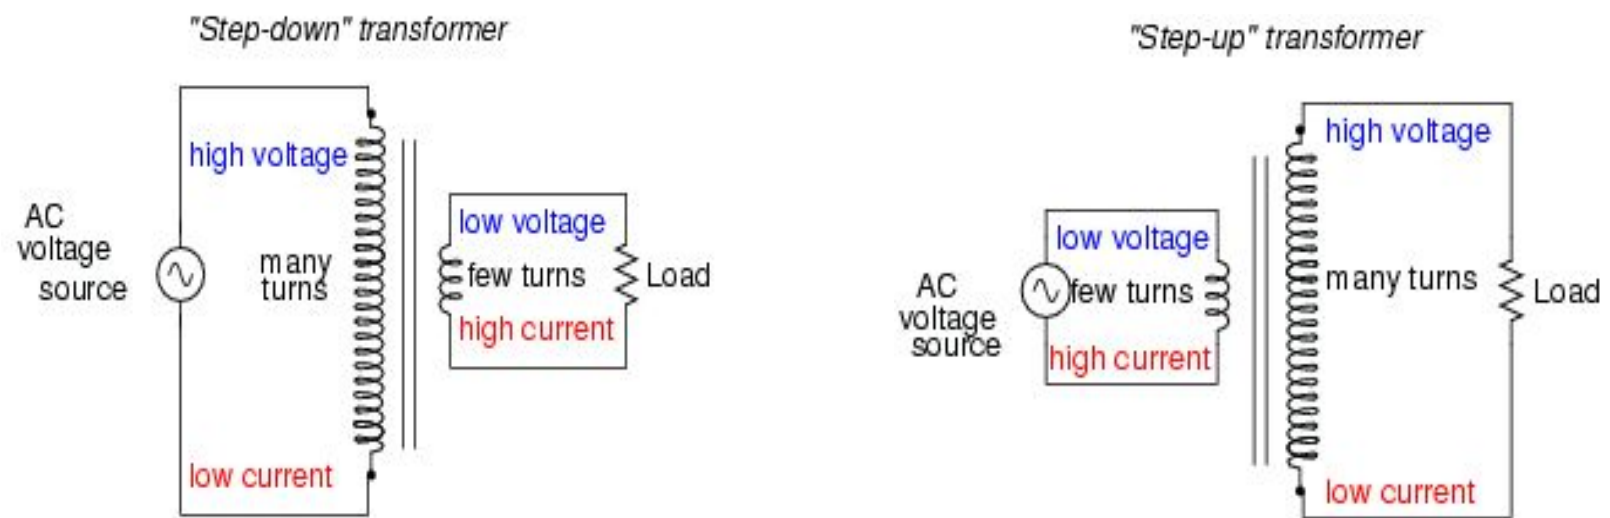 "Step-down" transformer
high voltage
AC
voltage
source
many
turns
low voltage
few turns
Load
high current
low current
"Step-up" transformer
high voltage
low voltage
AC
voltage
source
few turns
many turns
Load
high current
low current